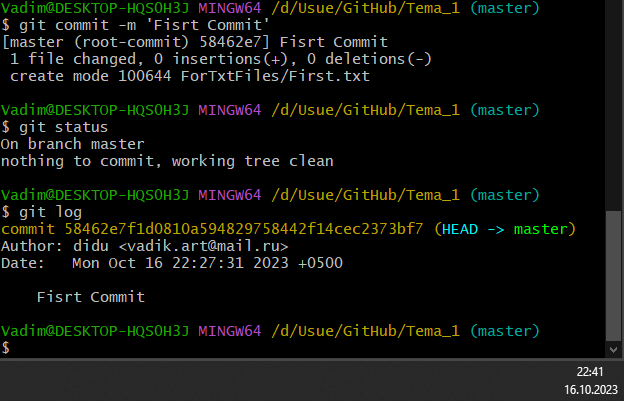 Vadim@DESKTOP-HQSOH3J MINGW64 /d/Usue/GitHub/Tema_1 (master)
$ git commit -m 'Fisrt Commit'
[master (root-commit) 58462e7] Fisrt Commit
 1 file changed, 0 insertions(+), 0 deletions(-)
 create mode 100644 ForTxtFiles/First.txt

Vadim@DESKTOP-HQSOH3J MINGW64 /d/Usue/GitHub/Tema_1 (master)
$ git status
On branch master
nothing to commit, working tree clean

Vadim@DESKTOP-HQSOH3J MINGW64 /d/Usue/GitHub/Tema_1 (master)
$ git log
commit 58462e7f1d0810a594829758442f14cec2373bf7 (HEAD -> master)
Author: didu <vadik.art@mail.ru>
Date:   Mon Oct 16 22:27:31 2023 +0500

    Fisrt Commit

Vadim@DESKTOP-HQSOH3J MINGW64 /d/Usue/GitHub/Tema_1 (master)
$
22:41
16.10.2023